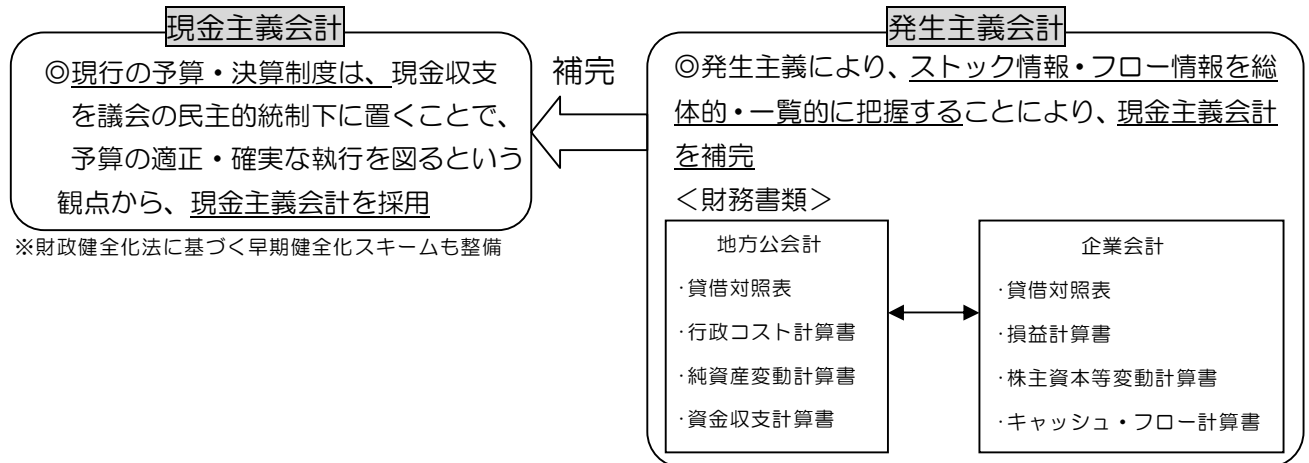 現金主義会計
◎現行の予算・決算制度は、現金収支
を議会の民主的統制下に置くことで、
予算の適正・確実な執行を図るという
観点から、現金主義会計を採用
※財政健全化法に基づく早期健全化スキームも整備
補完
発生主義会計
◎発生主義により、ストック情報・フロー情報を総
体的・一覧的に把握することにより、現金主義会計
を補完
<財務書類>
地方公会計
・貸借対照表
・行政コスト計算書
・純資産変動計算書
・資金収支計算書
企業会計
・貸借対照表
・損益計算書
・株主資本等変動計算書
・キャッシュ・フロー計算書